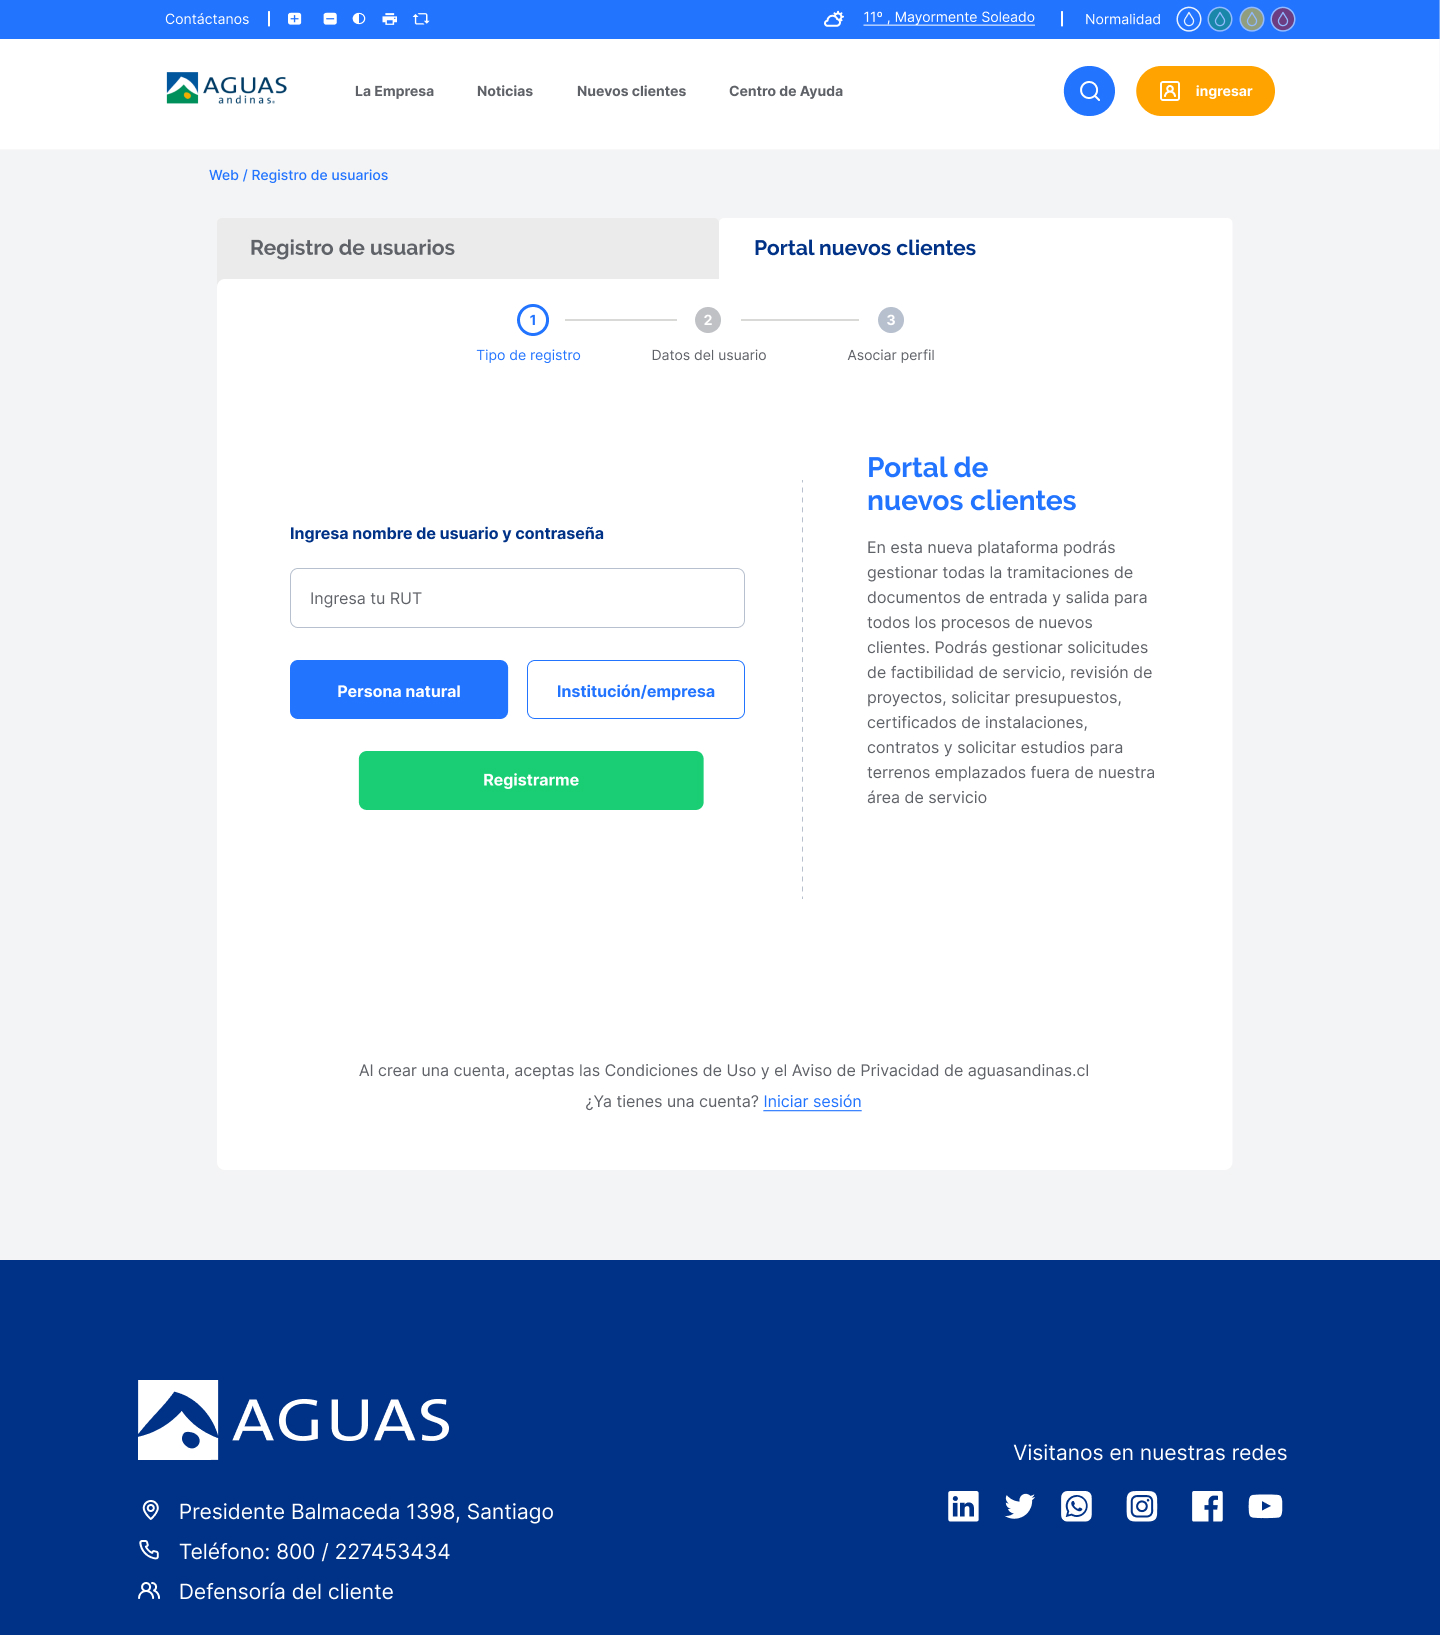 Contáctanos
11º , Mayormente Soleado
Normalidad
AGUAS
andinas.
La Empresa
Noticias
Nuevos clientes
Centro de Ayuda
ingresar
Web / Registro de usuarios
Registro de usuarios
Portal nuevos clientes
1
2
3
Tipo de registro
Datos del usuario
Asociar perfil
Ingresa nombre de usuario y contraseña
Ingresa tu RUT
Persona natural
Institución/empresa
Registrarme
Portal de
nuevos clientes
En esta nueva plataforma podrás
gestionar todas la tramitaciones de
documentos de entrada y salida para
todos los procesos de nuevos
clientes. Podrás gestionar solicitudes
de factibilidad de servicio, revisión de
proyectos, solicitar presupuestos,
certificados de instalaciones,
contratos y solicitar estudios para
terrenos emplazados fuera de nuestra
área de servicio
Al crear una cuenta, aceptas las Condiciones de Uso y el Aviso de Privacidad de aguasandinas.cl
¿Ya tienes una cuenta? Iniciar sesión
AGUAS
Presidente Balmaceda 1398, Santiago
Teléfono: 800 / 227453434
Defensoría del cliente
Visitanos en nuestras redes